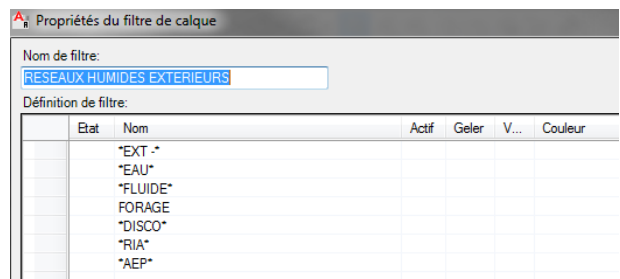 Propriétés du filtre de calque
Nom de filtre:
RESEAUX HUMIDES EXTERIEURS
Définition de filtre:
Etat Nom Actif Geler V... Couleur
*EXT -*
*EAU*
*FLUIDE*
FORAGE
*DISCO*
*RIA*
*AEP*